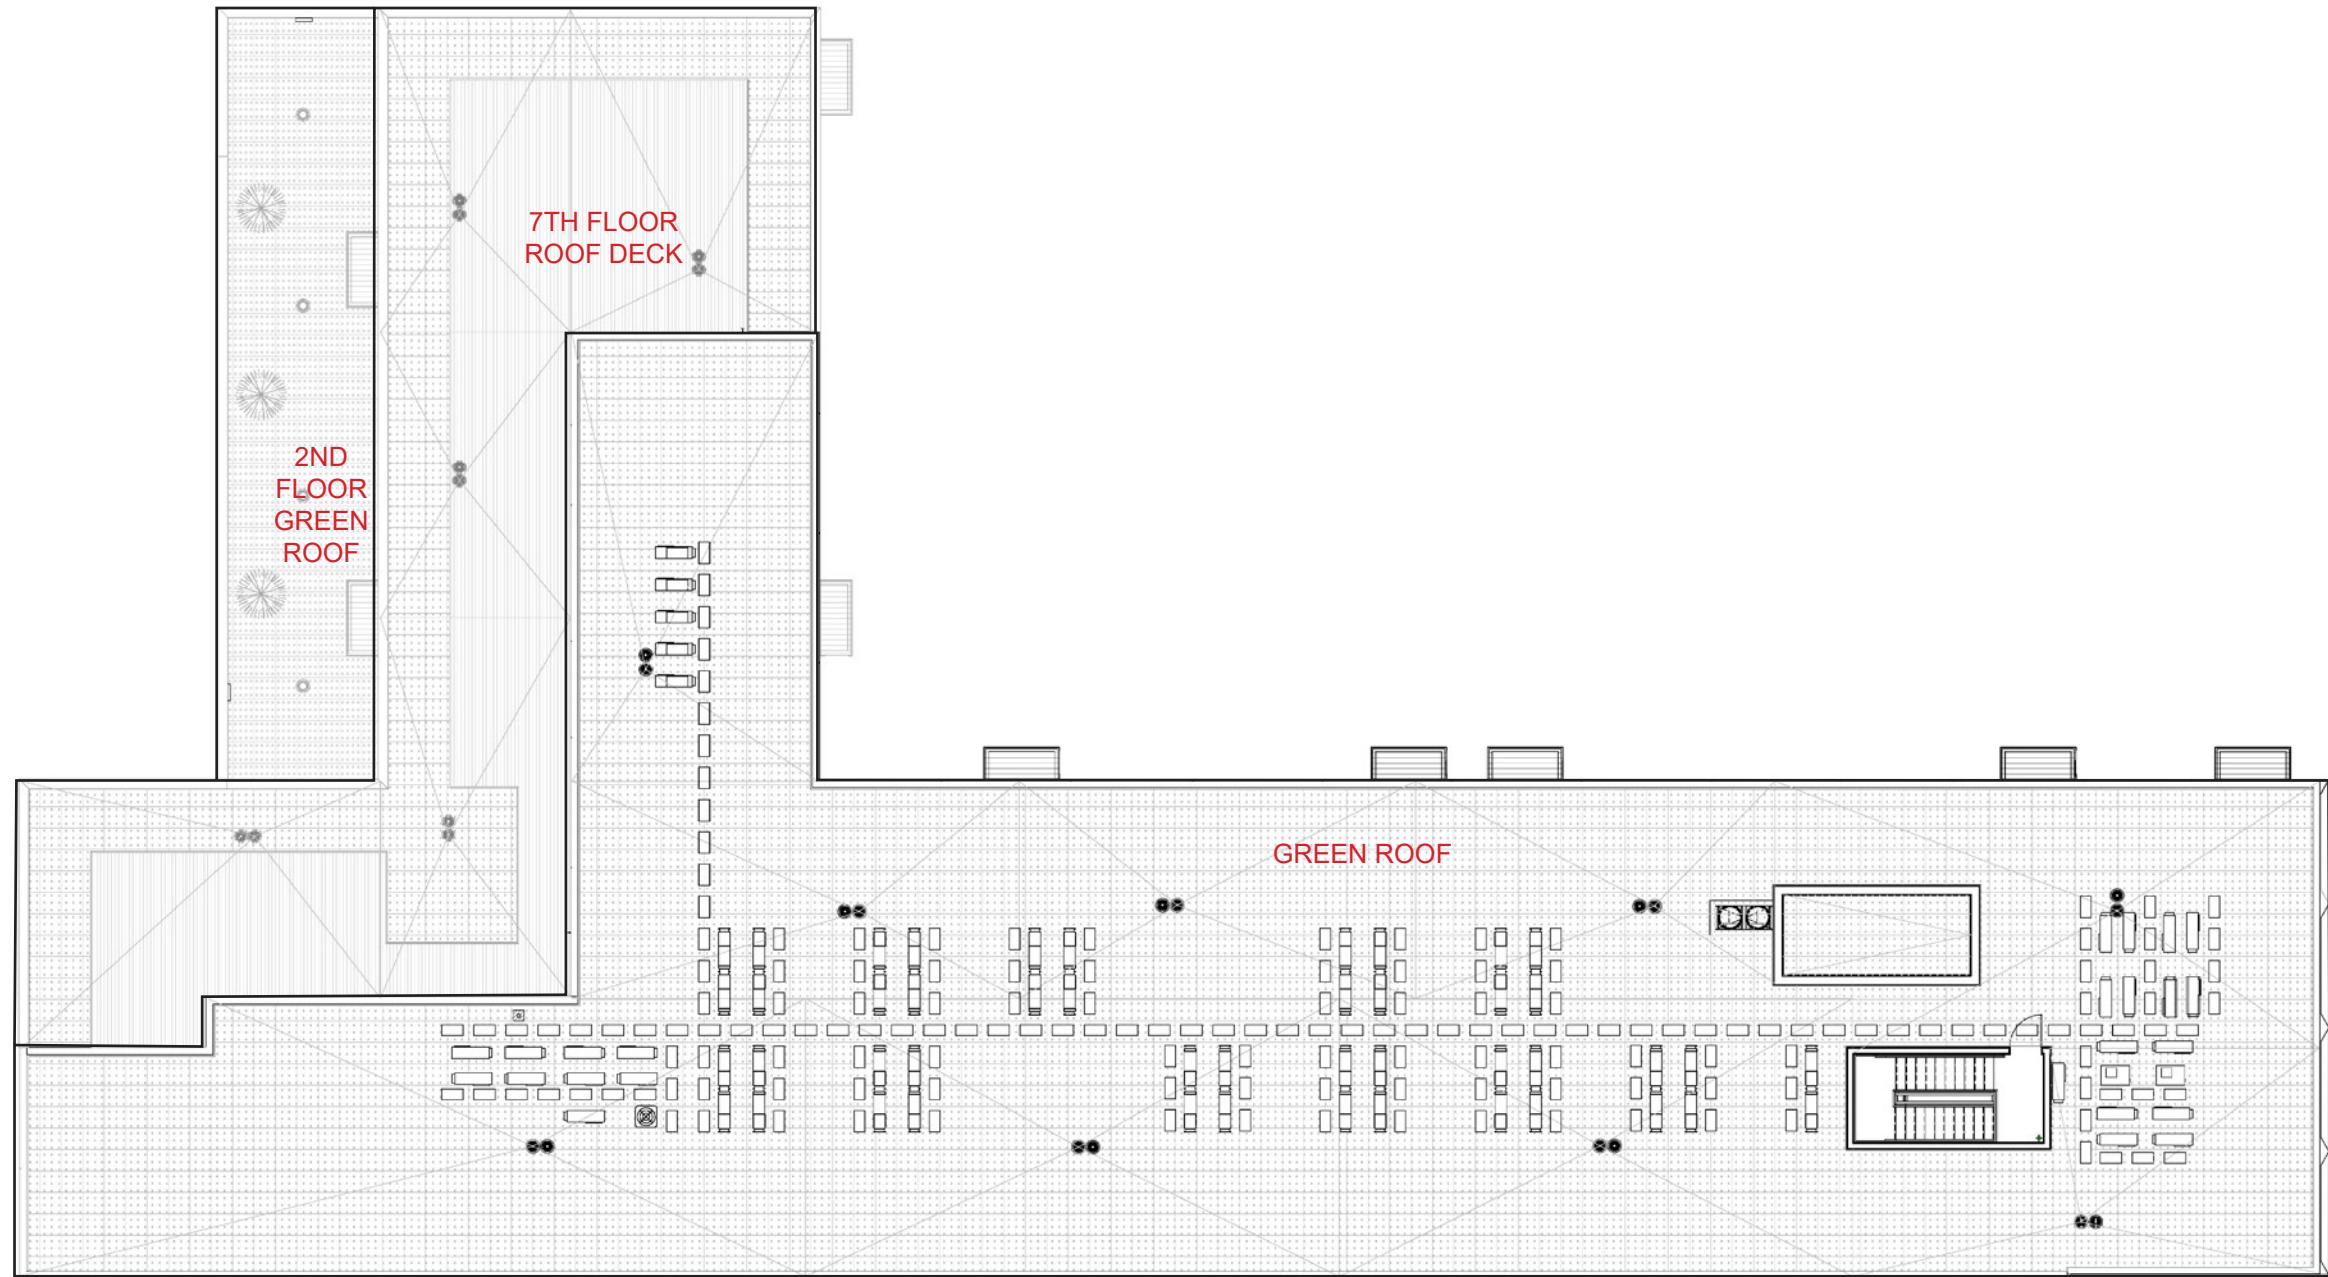 7TH FLOOR
ROOF DECK
2ND
FLOOR
GREEN
ROOF
GREEN ROOF